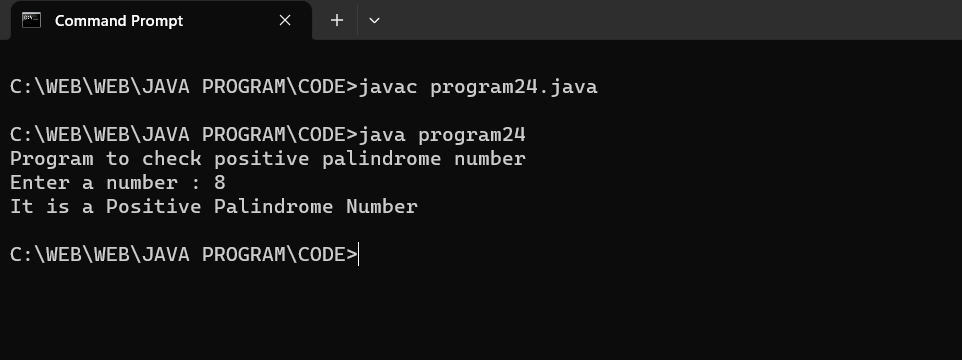 Command Prompt
C:\WEB\WEB\JAVA PROGRAM\CODE>javac program24.java
C:\WEB\WEB\JAVA PROGRAM\CODE>java program24
Program to check positive palindrome number
Enter a number : 8
It is a Positive Palindrome Number
C:\WEB\WEB\JAVA PROGRAM\CODE>